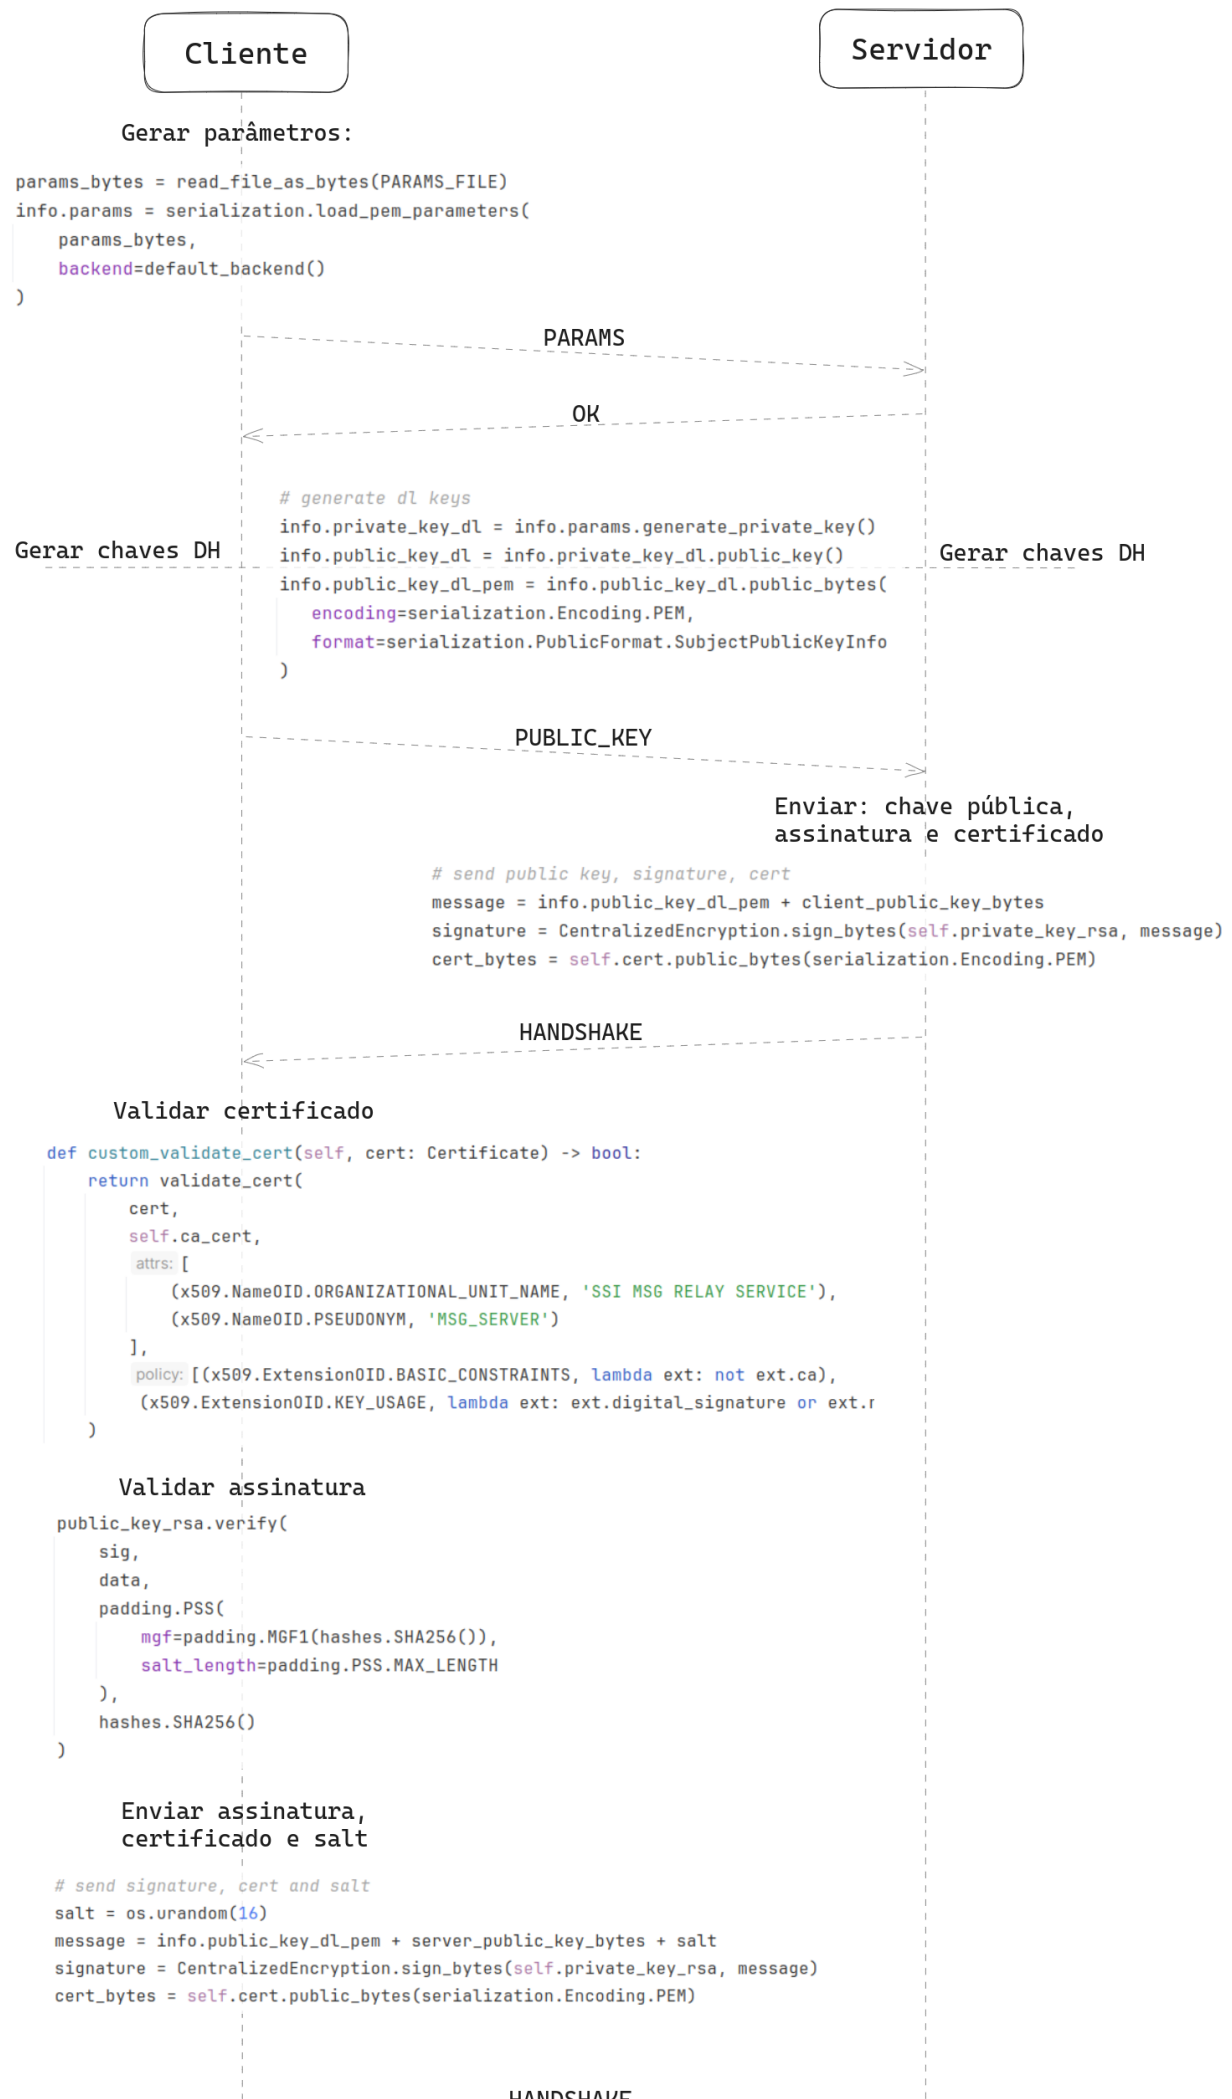 Cliente
Servidor
Gerar parâmetros:
params_bytes = read_file_as_bytes(PARAMS_FILE)
info.params = serialization.load_pem_parameters(
    params_bytes,
    backend=default_backend()
)
PARAMS
OK
# generate dl keys
info.private_key_dl = info.params.generate_private_key()
Gerar chaves DH
info.public_key_dl = info.private_key_dl.public_key()
Gerar chaves DH
info.public_key_dl_pem = info.public_key_dl.public_bytes(
   encoding=serialization.Encoding.PEM,
   format=serialization.PublicFormat.SubjectPublicKeyInfo
)
PUBLIC_KEY
Enviar: chave pública,
assinatura e certificado
# send public key, signature, cert
message = info.public_key_dl_pem + client_public_key_bytes
signature = CentralizedEncryption.sign_bytes(self.private_key_rsa, message)
cert_bytes = self.cert.public_bytes(serialization.Encoding.PEM)
HANDSHAKE
Validar certificado
def custom_validate_cert(self, cert: Certificate) -> bool:
    return validate_cert(
        cert,
        self.ca_cert,
        attrs: [
            (x509.NameOID.ORGANIZATIONAL_UNIT_NAME, 'SSI MSG RELAY SERVICE'),
            (x509.NameOID.PSEUDONYM, 'MSG_SERVER')
        ],
        policy: [(x509.ExtensionOID.BASIC_CONSTRAINTS, lambda ext: not ext.ca),
         (x509.ExtensionOID.KEY_USAGE, lambda ext: ext.digital_signature or
    )
Validar assinatura
public_key_rsa.verify(
    sig,
    data,
    padding.PSS(
        mgf=padding.MGF1(hashes.SHA256()),
        salt_length=padding.PSS.MAX_LENGTH
    ),
    hashes.SHA256()
)
Enviar assinatura,
certificado e salt
# send signature, cert and salt
salt = os.urandom(16)
message = info.public_key_dl_pem + server_public_key_bytes + salt
signature = CentralizedEncryption.sign_bytes(self.private_key_rsa, message)
cert_bytes = self.cert.public_bytes(serialization.Encoding.PEM)
HANDSHAKE